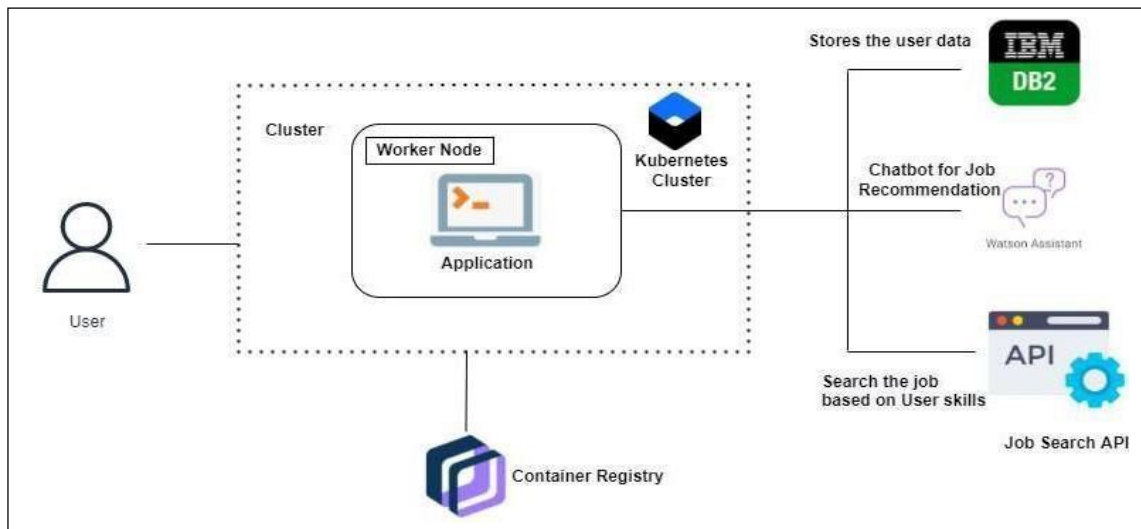 Stores the user data
IBM
DB2
Cluster
Worker Node
Kubernetes
Cluster
Application
Chatbot for Job
Recommendation
?
Watson Assistant
User
API
Search the job
based on User skills
Job Search API
Container Registry